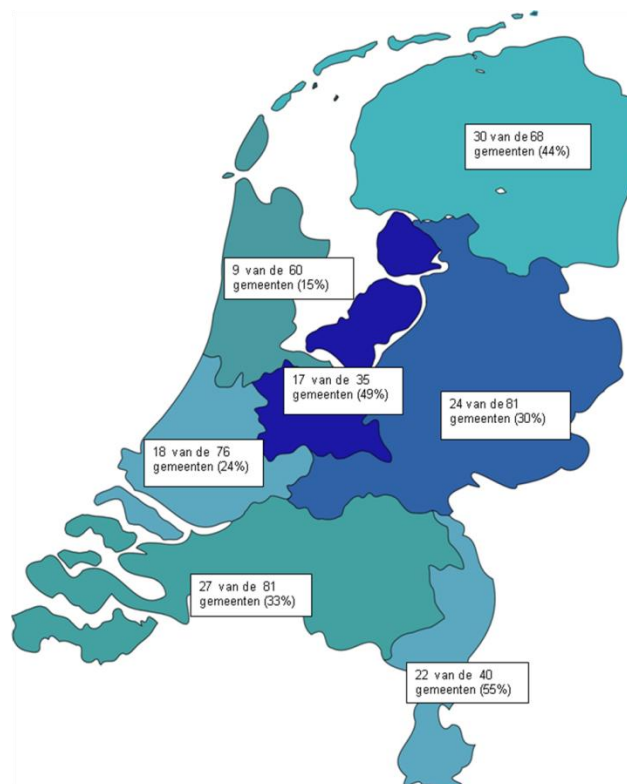 30 van de 68
gemeenten (44%)
9 van de 60
gemeenten (15%)
17 van de 35
gemeenten (49%)
24 van de 81
gemeenten (30%)
18 van de 76
gemeenten (24%)
27 van de 81
gemeenten (33%)
22 van de 40
gemeenten (55%)